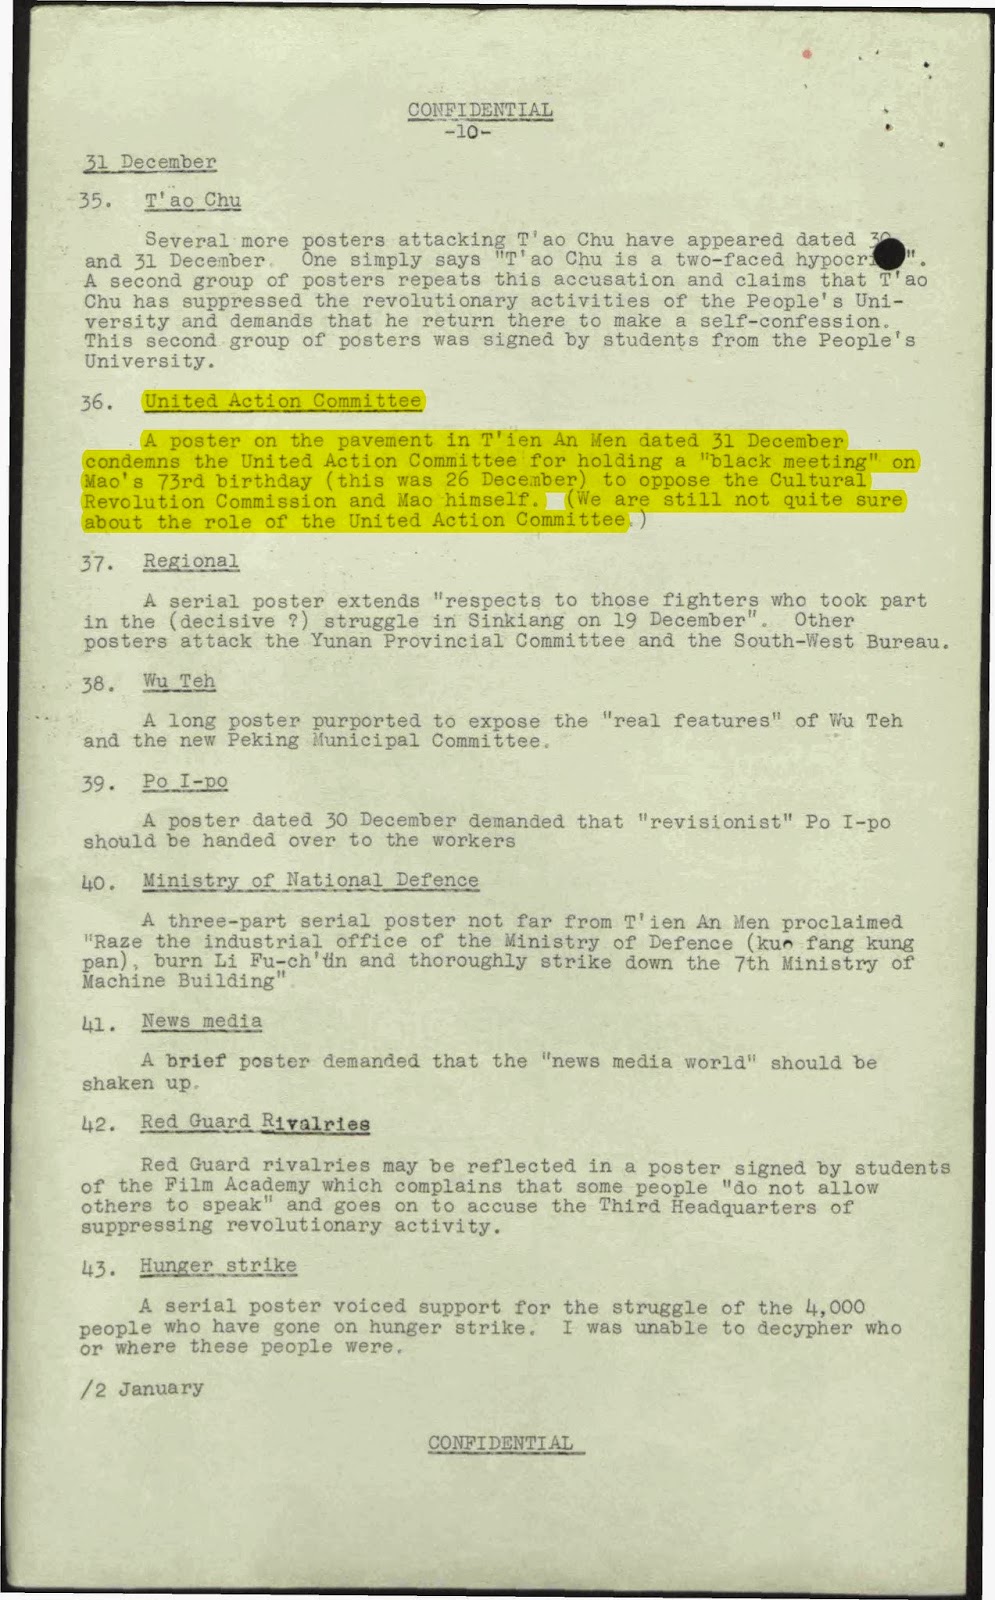 CONFIDENTIAL
-10-
31 December
35. T'ao Chu
Several more posters attacking T'ao Chu have appeared dated
and 31 December. One simply says "T'ao Chu is a two-faced ".
A second group of posters repeats this accusation and claims that T'ao
Chu has suppressed the revolutionary activities of the People's Uni-
versity and demands that he return there to make a self-confession.
This second group of posters was signed by students from the People's
University.
36. United Action Committee
A poster on the pavement in T'ien An Men dated 31 December
condemns the United Action Committee for holding a "black meeting" on
Mao's 73rd birthday (this was 26 December) to oppose the Cultural
Revolution Commission and Mao himself. (We are still not quite sure
about the role of the United Action Committee.)
37. Regional
A serial poster extends "respects to those fighters who took part
in the (decisive ?) struggle in Sinkiang on 19 December". Other
posters attack the Yunan Provincial Committee and the South-West Bureau.
38. Wu Teh
A long poster purported to expose the "real features" of Wu Teh
and the new Peking Municipal Committee.
39. Po I-po
A poster dated 30 December demanded that "revisionist" Po I-po
should be handed over to the workers
40. Ministry of National Defence
A three-part serial poster not far from T'ien An Men proclaimed
"Raze the industrial office of the Ministry of Defence (kuo fang kung
pan), burn Li and thoroughly strike down the 7th Ministry of
Machine Building"
41. News media
A brief poster demanded that the "news media world" should be
shaken up.
42. Red Guard Rivalries
Red Guard rivalries may be reflected in a poster signed by students
of the Film Academy which complains that some people "do not allow
others to speak" and goes on to accuse the Third Headquarters of
suppressing revolutionary activity.
43. Hunger strike
A serial poster voiced support for the struggle of the 4,000
people who have gone on hunger strike. I was unable to decypher who
or where these people were.
/2 January
CONFIDENTIAL